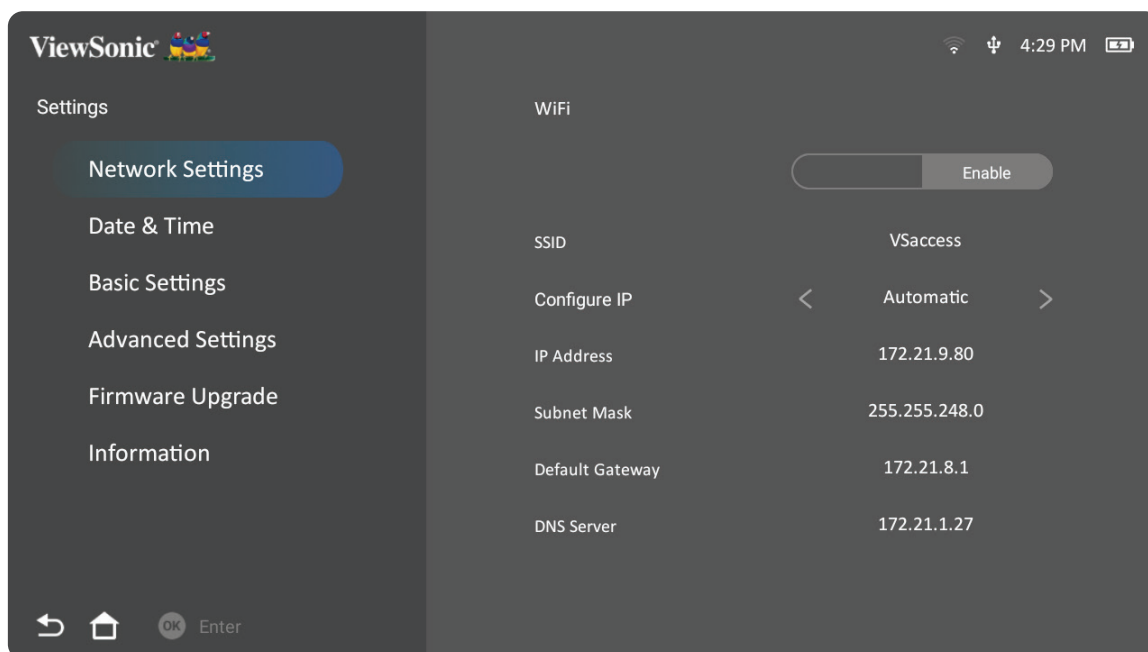 ViewSonic
4:29 PM
Settings
Network Settings
Date & Time
Basic Settings
Advanced Settings
Firmware Upgrade
Information
OK Enter
WiFi
Enable
SSID VSaccess
Configure IP < Automatic >
IP Address 172.21.9.80
Subnet Mask 255.255.248.0
Default Gateway 172.21.8.1
DNS Server 172.21.1.27